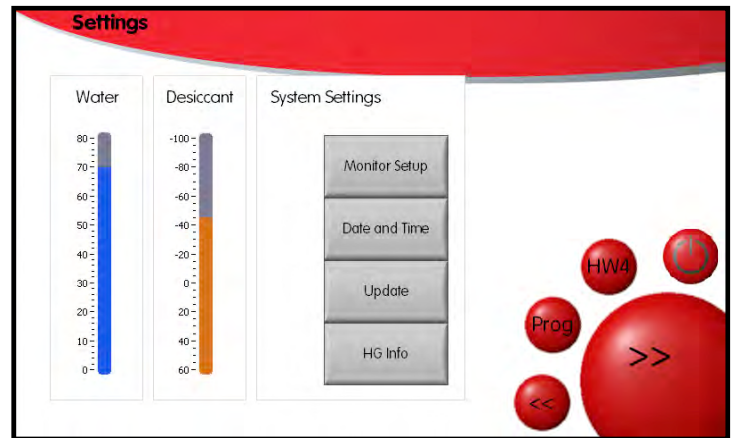 Settings
Water
80
70
60
50
40
30
20
10
0
Desiccant
-100
-80
-60
-40
-20
0
20
40
60
System Settings
Monitor Setup
Date and Time
Update
HG Info
HW4
Prog
>>
<<